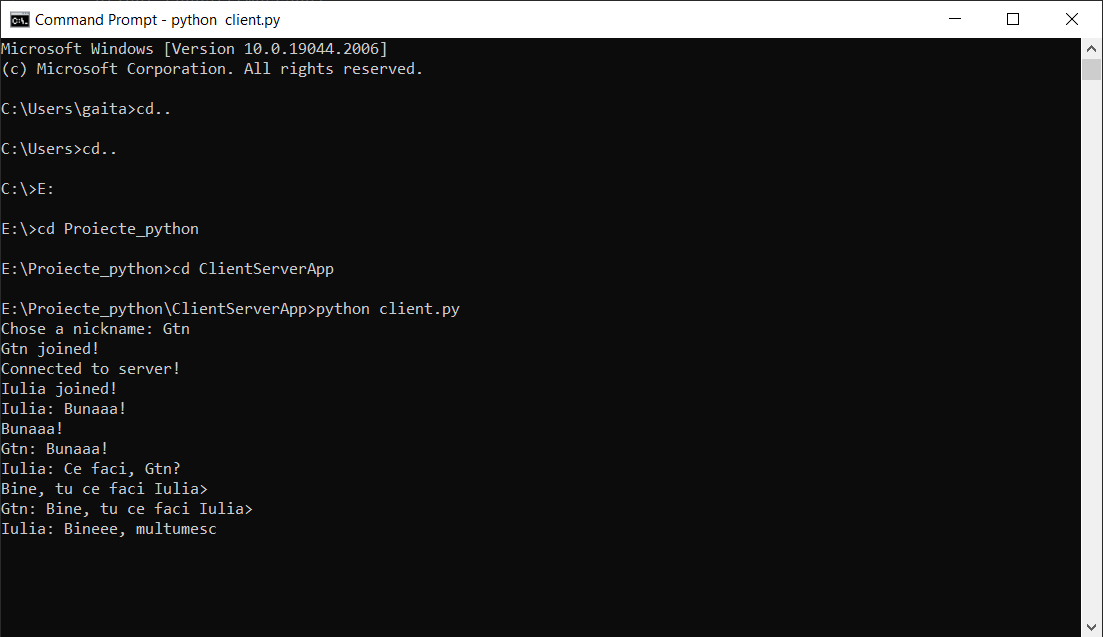 Command Prompt - python  client.py
Microsoft Windows [Version 10.0.19044.2006]
(c) Microsoft Corporation. All rights reserved.
C:\Users\gaita>cd..
C:\Users>cd..
C:\>E:
E:\>cd Proiecte_python
E:\Proiecte_python>cd ClientServerApp
E:\Proiecte_python\ClientServerApp>python client.py
Chose a nickname: Gtn
Gtn joined!
Connected to server!
Iulia joined!
Iulia: Bunaaa!
Bunaaa!
Gtn: Bunaaa!
Iulia: Ce faci, Gtn?
Bine, tu ce faci Iulia>
Gtn: Bine, tu ce faci Iulia>
Iulia: Bineee, multumesc